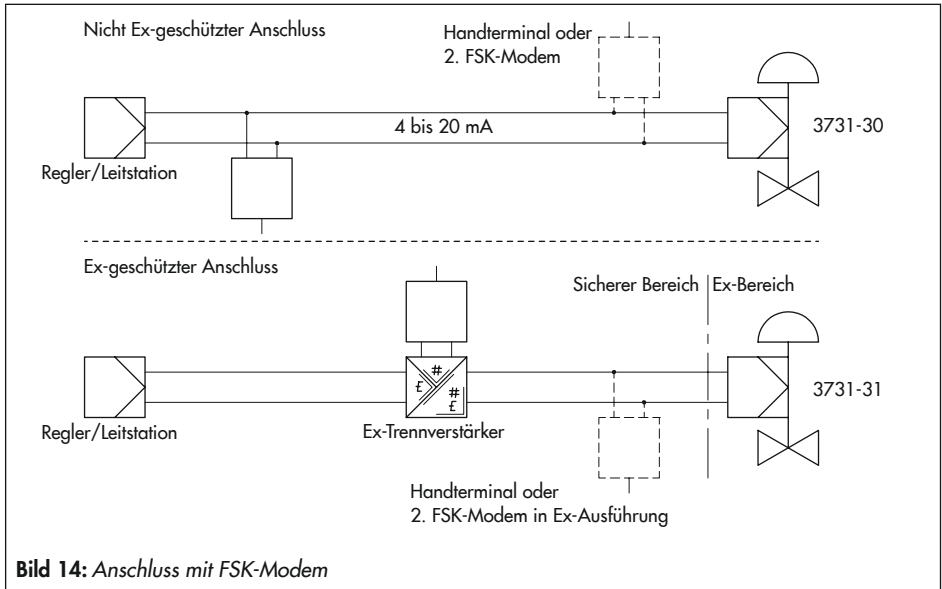 Nicht Ex-geschützter Anschluss
Handterminal oder
2. FSK-Modem
4 bis 20 mA
3731-30
Regler/Leitstation
Ex-geschützter Anschluss
Sicherer Bereich
Ex-Bereich
3731-31
Regler/Leitstation
Ex-Trennverstärker
Handterminal oder
2. FSK-Modem in Ex-Ausführung
Bild 14: Anschluss mit FSK-Modem